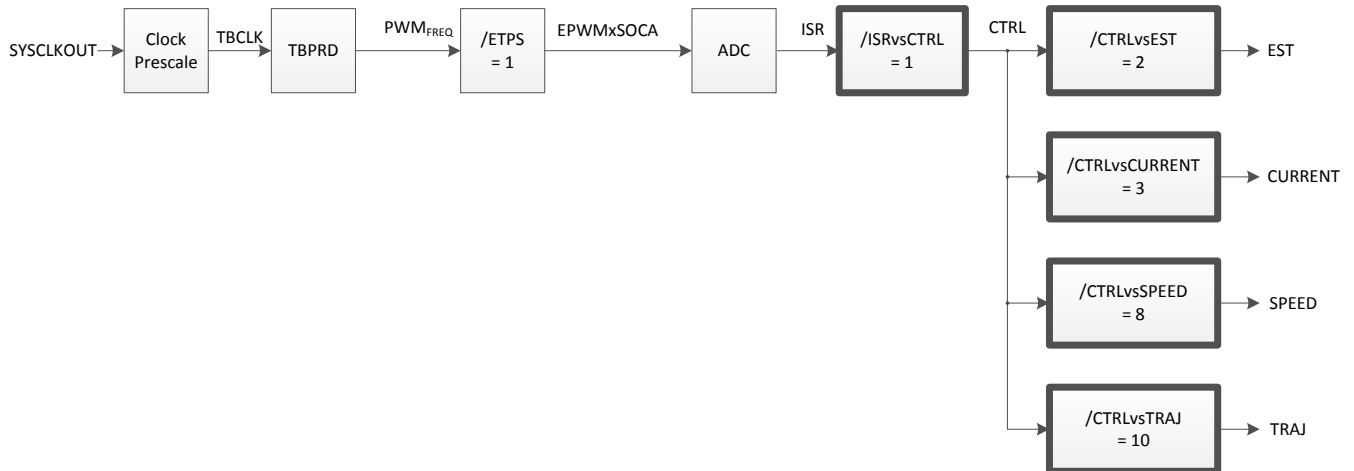 SYSCLKOUT
Clock
Prescale
TBCLK
TBPRD
PWMFREQ
/ETPS
= 1
EPWMxSOCA
ADC
ISR
/ISRvsCTRL
= 1
CTRL
/CTRLvsEST
= 2
EST
/CTRLvsCURRENT
= 3
CURRENT
/CTRLvsSPEED
= 8
SPEED
/CTRLvsTRAJ
= 10
TRAJ